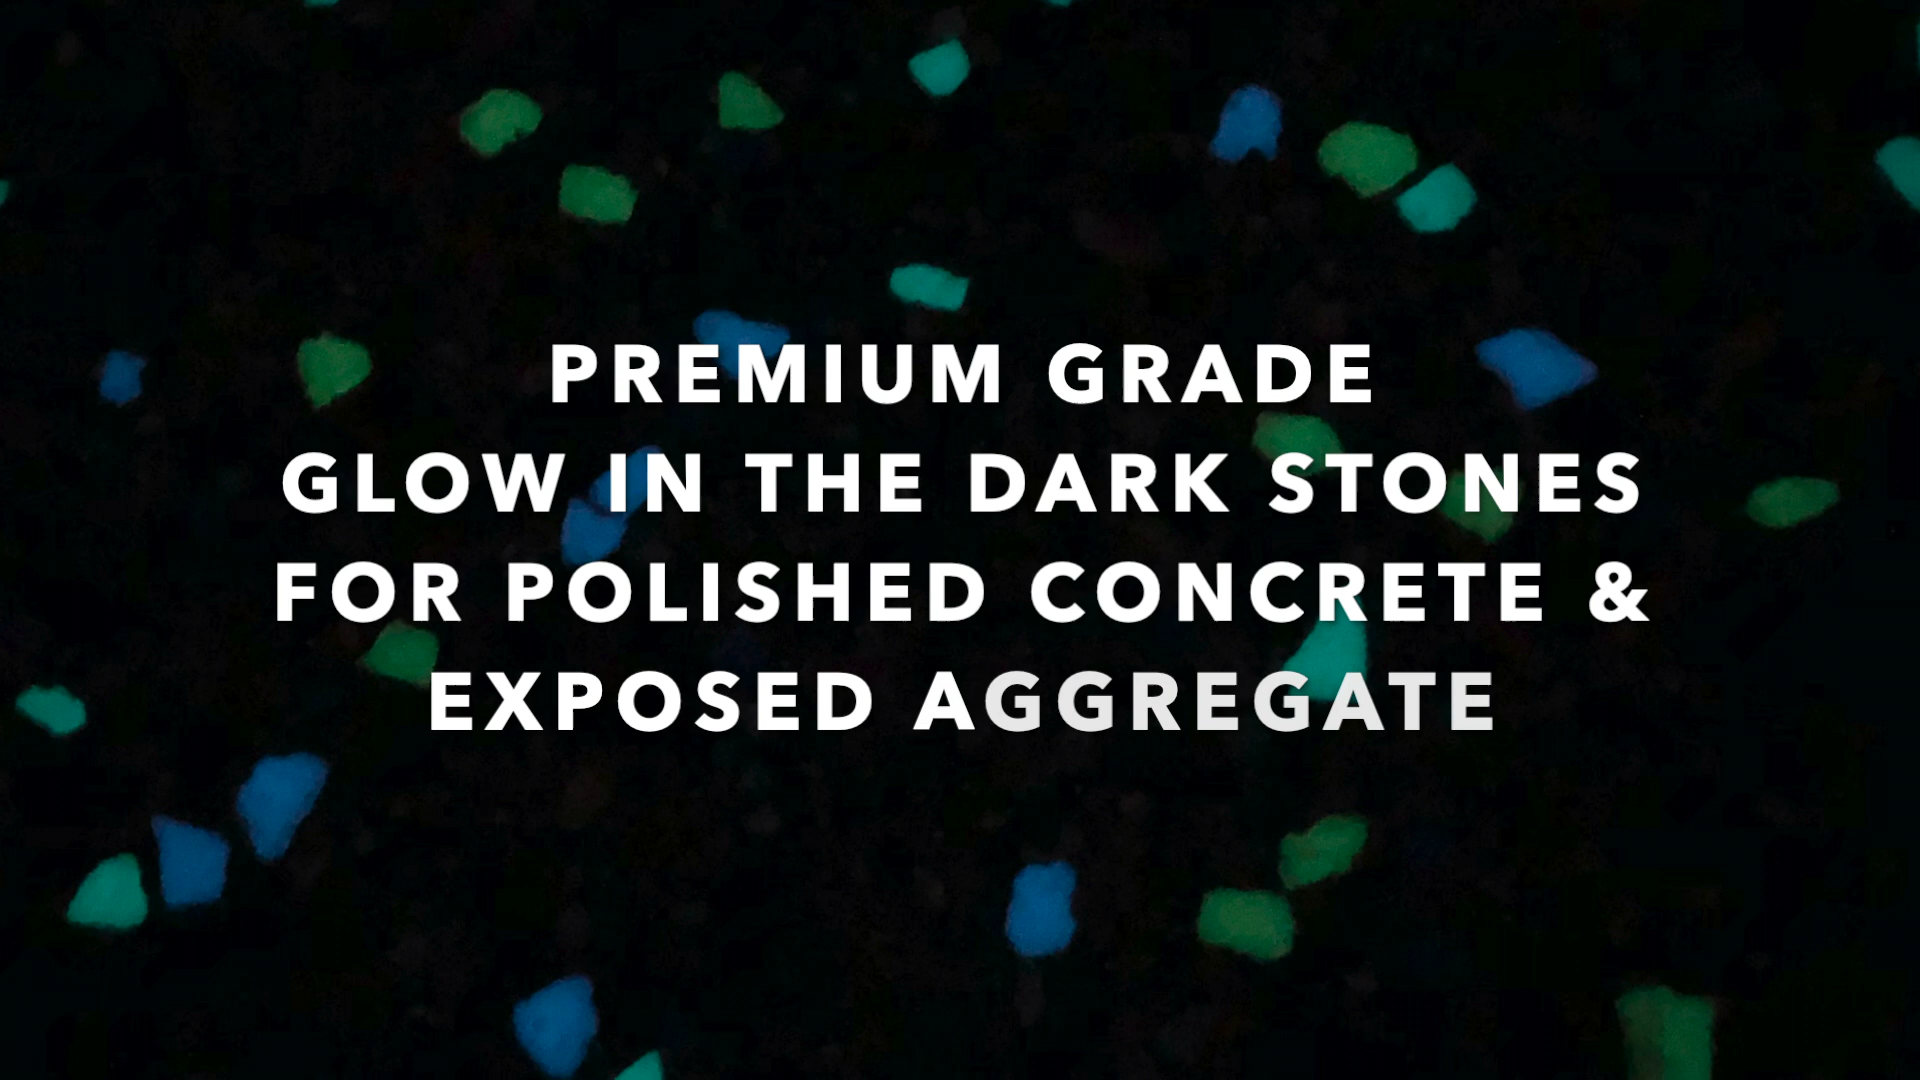 PREMIUM GRADE
GLOW IN THE DARK STONES
FOR POLISHED CONCRETE &
EXPOSED AGGREGATE